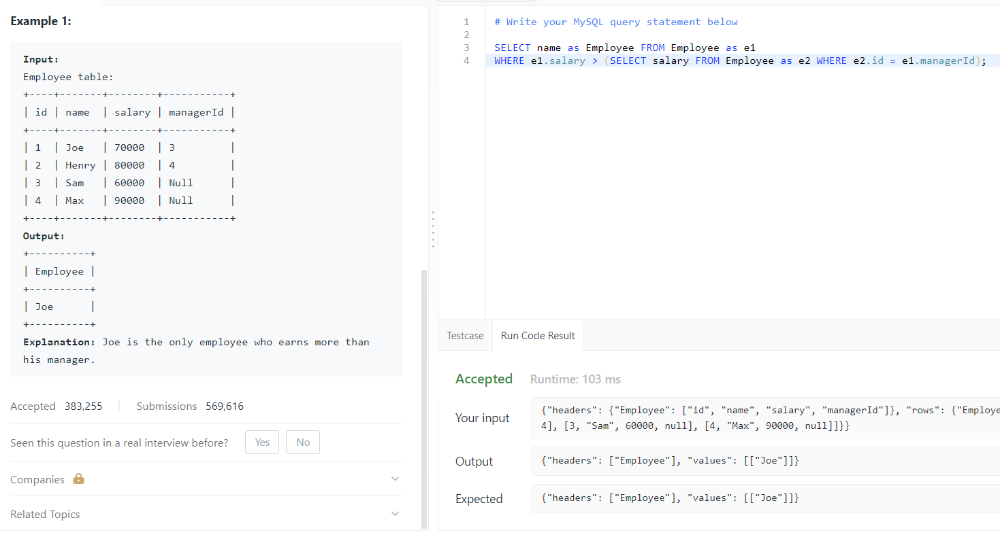 Example 1:
Input:
Employee table:
+----+-------+--------+-----------+
| id | name  | salary | managerId |
+----+-------+--------+-----------+
| 1  | Joe   | 70000  | 3         |
| 2  | Henry | 80000  | 4         |
| 3  | Sam   | 60000  | Null      |
| 4  | Max   | 90000  | Null      |
+----+-------+--------+-----------+
Output:
+----------+
| Employee |
+----------+
| Joe      |
+----------+
Explanation: Joe is the only employee who earns more than
his manager.
Accepted 383,255 Submissions 569,616
Seen this question in a real interview before? Yes No
Companies
Related Topics
1 # Write your MySQL query statement below
2
3 SELECT name as Employee FROM Employee as e1
4 WHERE e1.salary > (SELECT salary FROM Employee as e2 WHERE e2.id = e1.managerId);
Testcase Run Code Result
Accepted Runtime: 103 ms
Your input
{"headers": {"Employee": ["id", "name", "salary", "managerId"]}, "rows": {"Employe
4], [3, "Sam", 60000, null], [4, "Max", 90000, null]]}}
Output {"headers": ["Employee"], "values": [["Joe"]]}
Expected {"headers": ["Employee"], "values": [["Joe"]]}